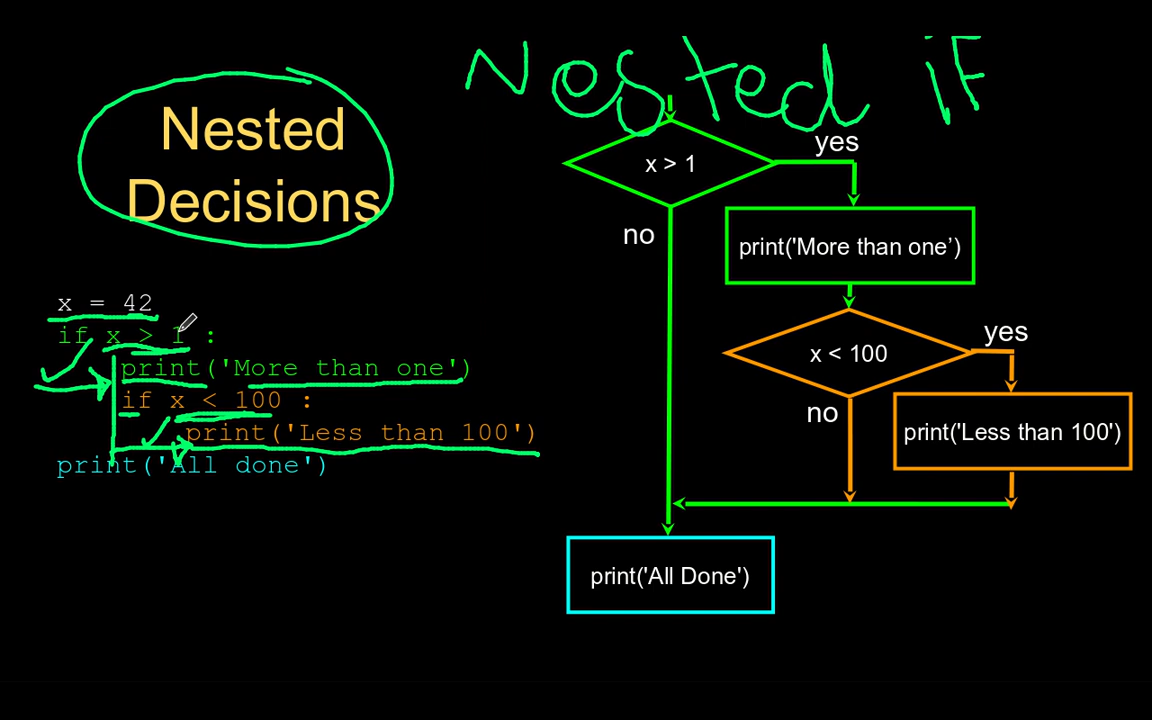 Nested if
Nested
Decisions
x = 42
if x > 1 :
print('More than one')
if x < 100 :
print('Less than 100')
print('All done')
x > 1
yes
no
print('More than one’)
x < 100
yes
no
print('Less than 100')
print('All Done')